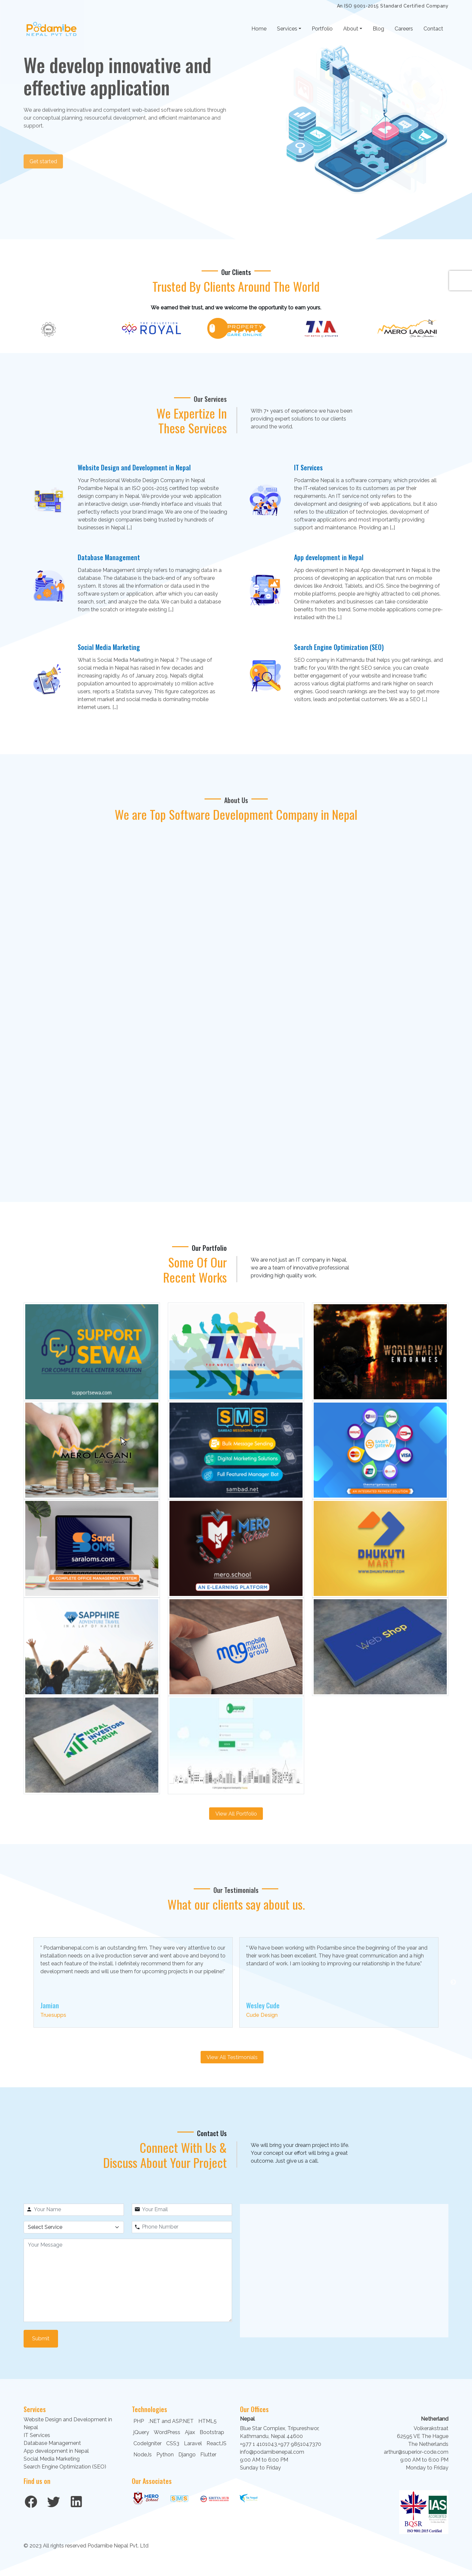 An ISO 9001-2015 Standard Certified Company
Podamibe
NEPAL PVT LTD
Home Services Portfolio About Blog Careers Contact
We develop innovative and
effective application
We are delivering innovative and competent web-based software solutions through
our conceptual planning, resourceful development, and efficient maintenance and
support.
Get started
Our Clients
Trusted By Clients Around The World
We earned their trust, and we welcome the opportunity to earn yours.
ROYAL
PROPERTY
CARE ONLINE
TNA
MERO LAGANI
Our Services
We Expertize In
These Services
With 7+ years of experience we have been
providing expert solutions to our clients
around the world.
Website Design and Development in Nepal
Your Professional Website Design Company in Nepal
Podamibe Nepal is an ISO 9001-2015 certified top website
design company in Nepal. We provide your web application
an interactive design, user-friendly interface and visuals that
perfectly reflects your brand image. We are one of the leading
website design companies being trusted by hundreds of
businesses in Nepal […]
IT Services
Podamibe Nepal is a software company, which provides all
the IT-related services to its customers as per their
requirements. An IT service not only refers to the
development and designing of web applications, but it also
refers to the utilization of technologies, development of
software applications and most importantly providing
support and maintenance. Providing an […]
Database Management
Database Management simply refers to managing data in a
database. The database is the back-end of any software
system. It stores all the information or data used in the
software system or application, after which you can easily
search, sort and analyze the data. We can build a database
from the scratch or integrate existing […]
App development in Nepal
App development in Nepal App development in Nepal is the
process of developing an application that runs on mobile
devices like Android, Tablets, and iOS. Since the beginning of
mobile platforms, people are highly attracted to cell phones.
Individuals, and businesses can take considerable
benefits from this trend. Some mobile applications come pre-
installed with the […]
Social Media Marketing
What is Social Media Marketing in Nepal ? The usage of
social media in Nepal has raised in few decades and
increasing rapidly. As of January 2019, Nepal's digital
population amounted to approximately 10 million active
users, reports a Statista survey. This figure categorizes as
internet market and social media is dominating mobile
internet users. […]
Search Engine Optimization (SEO)
SEO company in Kathmandu that helps you get rankings, and
traffic for you With the right SEO service, you can create
better engagement of your website and increase traffic
across various digital platforms and rank higher on search
engines. Good search rankings are the best way to get more
visitors, leads and potential customers. We as a SEO […]
About Us
We are Top Software Development Company in Nepal
Our Portfolio
Some Of Our
Recent Works
We are not just an IT company in Nepal,
we are a team of innovative professional
providing high quality work.
SUPPORT
SEWA
FOR COMPLETE CALL CENTER SOLUTION
supportsewa.com
TNA
WORLD WAR IV
ENDGAMES
MERO LAGANI
SMS
Bulk Message Sending
Digital Marketing Solutions
Full Featured Manager Bot
sambad.net
VISA
Saral
OMS
saraloms.com
A COMPLETE OFFICE MANAGEMENT SYSTEM
MERO
mero.school
AN E-LEARNING PLATFORM
DHUKUTI
MART
SAPPHIRE
mng mobile
nikunj
group
Web Shop
NEPAL
INVESTORS
FORUM
View All Portfolio
Our Testimonials
What our clients say about us.
" Podamibenepal.com is an outstanding firm. They were very attentive to our
installation needs on a live production server and went above and beyond to
test each feature of the install. I definitely recommend them for any
development needs and will use them for upcoming projects in our pipeline!"
Jamian
Truesupps
" We have been working with Podamibe since the beginning of the year and
their work has been excellent. They have great communication and a high
standard of work. I am looking to improving our relationship in the future."
Wesley Cude
Cude Design
View All Testimonials
Contact Us
Connect With Us &
Discuss About Your Project
We will bring your dream project into life.
Your concept our effort will bring a great
outcome. Just give us a call.
Your Name
Your Email
Select Service
Phone Number
Your Message
Submit
Services
Website Design and Development in
Nepal
IT Services
Database Management
App development in Nepal
Social Media Marketing
Search Engine Optimization (SEO)
Find us on
Technologies
PHP .NET and ASP.NET HTML5
jQuery WordPress Ajax Bootstrap
CodeIgniter CSS3 Laravel ReactJS
NodeJs Python Django Flutter
Our Associates
MERO
SMS
Our Offices
Nepal
Blue Star Complex, Tripureshwor,
Kathmandu, Nepal 44600
+977 1 4101043,+977 9851047370
info@podamibenepal.com
9:00 AM to 6:00 PM
Sunday to Friday
Netherland
Volkerakstraat
62595 VE The Hague
The Netherlands
arthur@superior-code.com
9:00 AM to 6:00 PM
Monday to Friday
BQSR
IAS
ISO 9001:2015 Certified
© 2023 All rights reserved Podamibe Nepal Pvt. Ltd